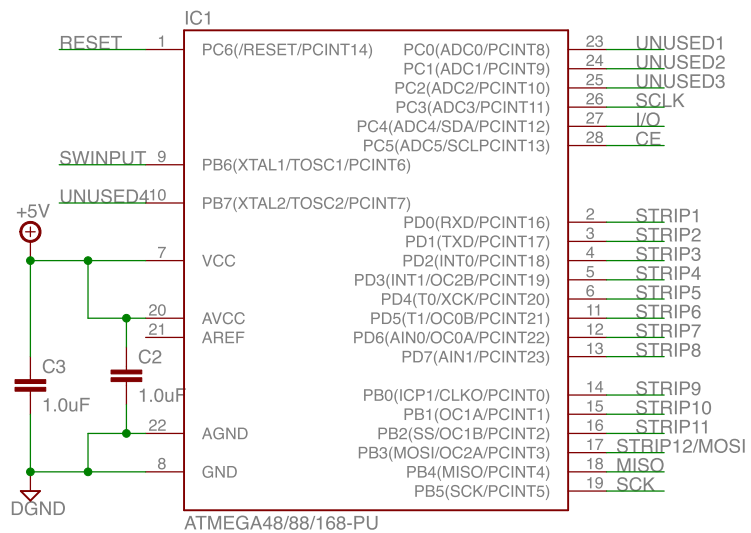 IC1
RESET 1 PC6(/RESET/PCINT14) PC0(ADC0/PCINT8) 23 UNUSED1
PC1(ADC1/PCINT9) 24 UNUSED2
PC2(ADC2/PCINT10) 25 UNUSED3
PC3(ADC3/PCINT11) 26 SCLK
PC4(ADC4/SDA/PCINT12) 27 I/O
PC5(ADC5/SCLPCINT13) 28 CE
SWINPUT 9 PB6(XTAL1/TOSC1/PCINT6)
UNUSED4 10 PB7(XTAL2/TOSC2/PCINT7)
+5V
PD0(RXD/PCINT16) 2 STRIP1
PD1(TXD/PCINT17) 3 STRIP2
7 VCC PD2(INT0/PCINT18) 4 STRIP3
PD3(INT1/OC2B/PCINT19) 5 STRIP4
PD4(T0/XCK/PCINT20) 6 STRIP5
20 AVCC PD5(T1/OC0B/PCINT21) 11 STRIP6
21 AREF PD6(AIN0/OC0A/PCINT22) 12 STRIP7
PD7(AIN1/PCINT23) 13 STRIP8
C3 C2
1.0uF 1.0uF
PB0(ICP1/CLKO/PCINT0) 14 STRIP9
PB1(OC1A/PCINT1) 15 STRIP10
22 AGND PB2(SS/OC1B/PCINT2) 16 STRIP11
PB3(MOSI/OC2A/PCINT3) 17 STRIP12/MOSI
8 GND PB4(MISO/PCINT4) 18 MISO
PB5(SCK/PCINT5) 19 SCK
DGND
ATMEGA48/88/168-PU